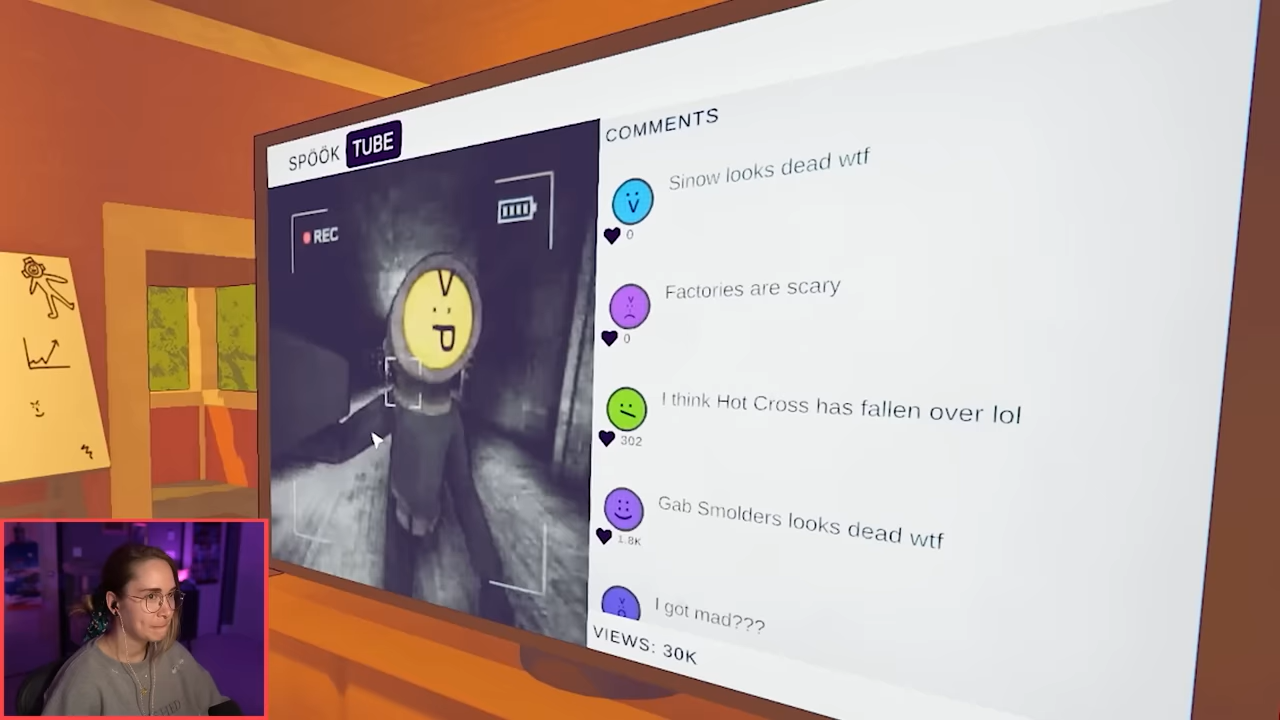 SPÖÖK TUBE
COMMENTS
REC
Sinow looks dead wtf
0
Factories are scary
0
I think Hot Cross has fallen over lol
302
Gab Smolders looks dead wtf
1.8K
I got mad???
VIEWS: 30K